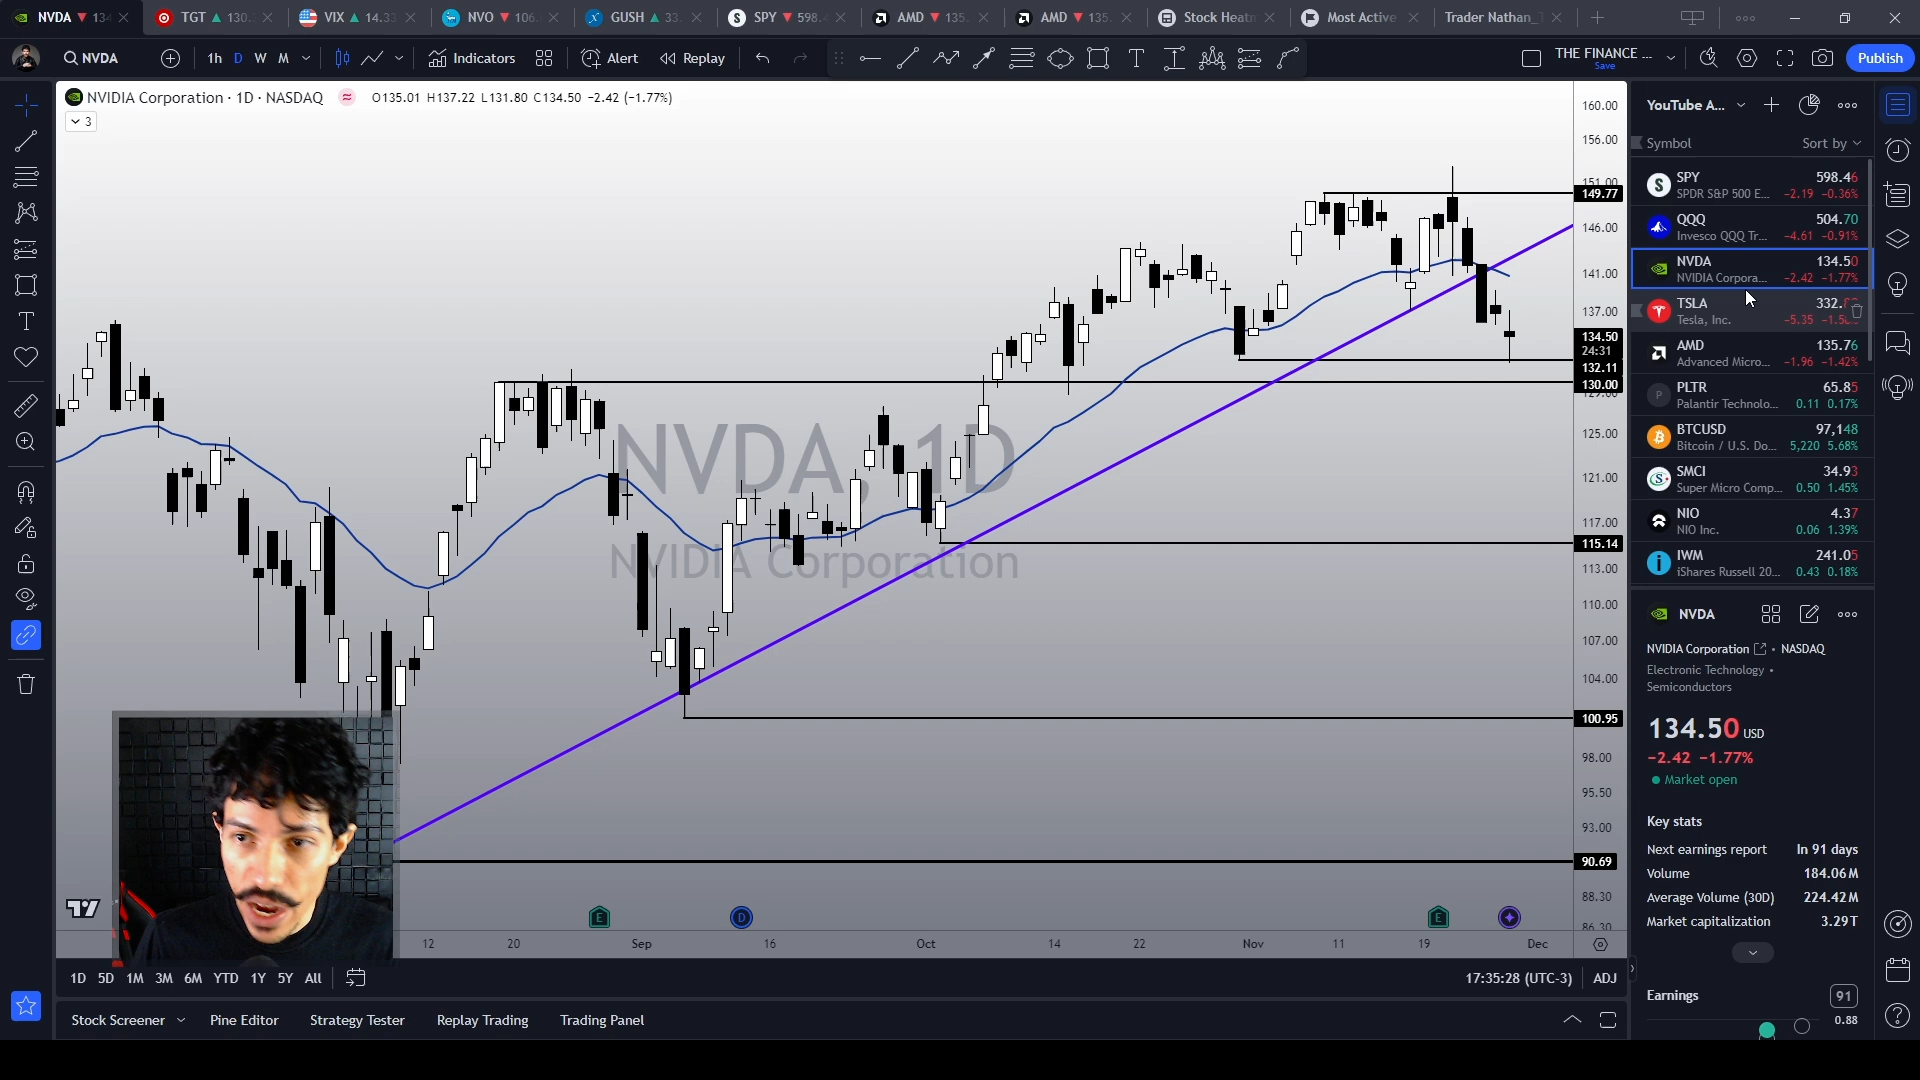 NVDA ▼ 134
TGT ▲ 130.
VIX ▲ 14.33
NVO ▼ 106.
GUSH ▲ 33.
SPY ▼ 598.4
AMD ▼ 135.
AMD ▼ 135.
Stock Heatm
Most Active
Trader Nathan_
NVDA
1h D W M
Indicators
Alert
Replay
THE FINANCE ...
Save
Publish
NVIDIA Corporation · 1D · NASDAQ
O135.01 H137.22 L131.80 C134.50 −2.42 (−1.77%)
3
NVDA, 1D
NVIDIA Corporation
160.00
156.00
151.00
149.77
146.00
141.00
137.00
134.50
24:31
132.11
130.00
129.00
125.00
121.00
117.00
115.14
113.00
110.00
107.00
104.00
100.95
98.00
95.50
93.00
90.69
88.30
86.30
E
D
E
12 20 Sep 16 Oct 14 22 Nov 11 19 Dec
1D 5D 1M 3M 6M YTD 1Y 5Y All
17:35:28 (UTC-3) ADJ
Stock Screener
Pine Editor
Strategy Tester
Replay Trading
Trading Panel
YouTube A...
Symbol
Sort by
SPY 598.46
SPDR S&P 500 E... −2.19 −0.36%
QQQ 504.70
Invesco QQQ Tr... −4.61 −0.91%
NVDA 134.50
NVIDIA Corpora... −2.42 −1.77%
TSLA 332.
Tesla, Inc. −5.35
AMD 135.76
Advanced Micro... −1.96 −1.42%
PLTR 65.85
Palantir Technolo... 0.11 0.17%
BTCUSD 97,148
Bitcoin / U.S. Do... 5,220 5.68%
SMCI 34.93
Super Micro Comp... 0.50 1.45%
NIO 4.37
NIO Inc. 0.06 1.39%
IWM 241.05
iShares Russell 20... 0.43 0.18%
NVDA
NVIDIA Corporation • NASDAQ
Electronic Technology •
Semiconductors
134.50 USD
−2.42 −1.77%
Market open
Key stats
Next earnings report In 91 days
Volume 184.06M
Average Volume (30D) 224.42M
Market capitalization 3.29T
Earnings 91
0.88